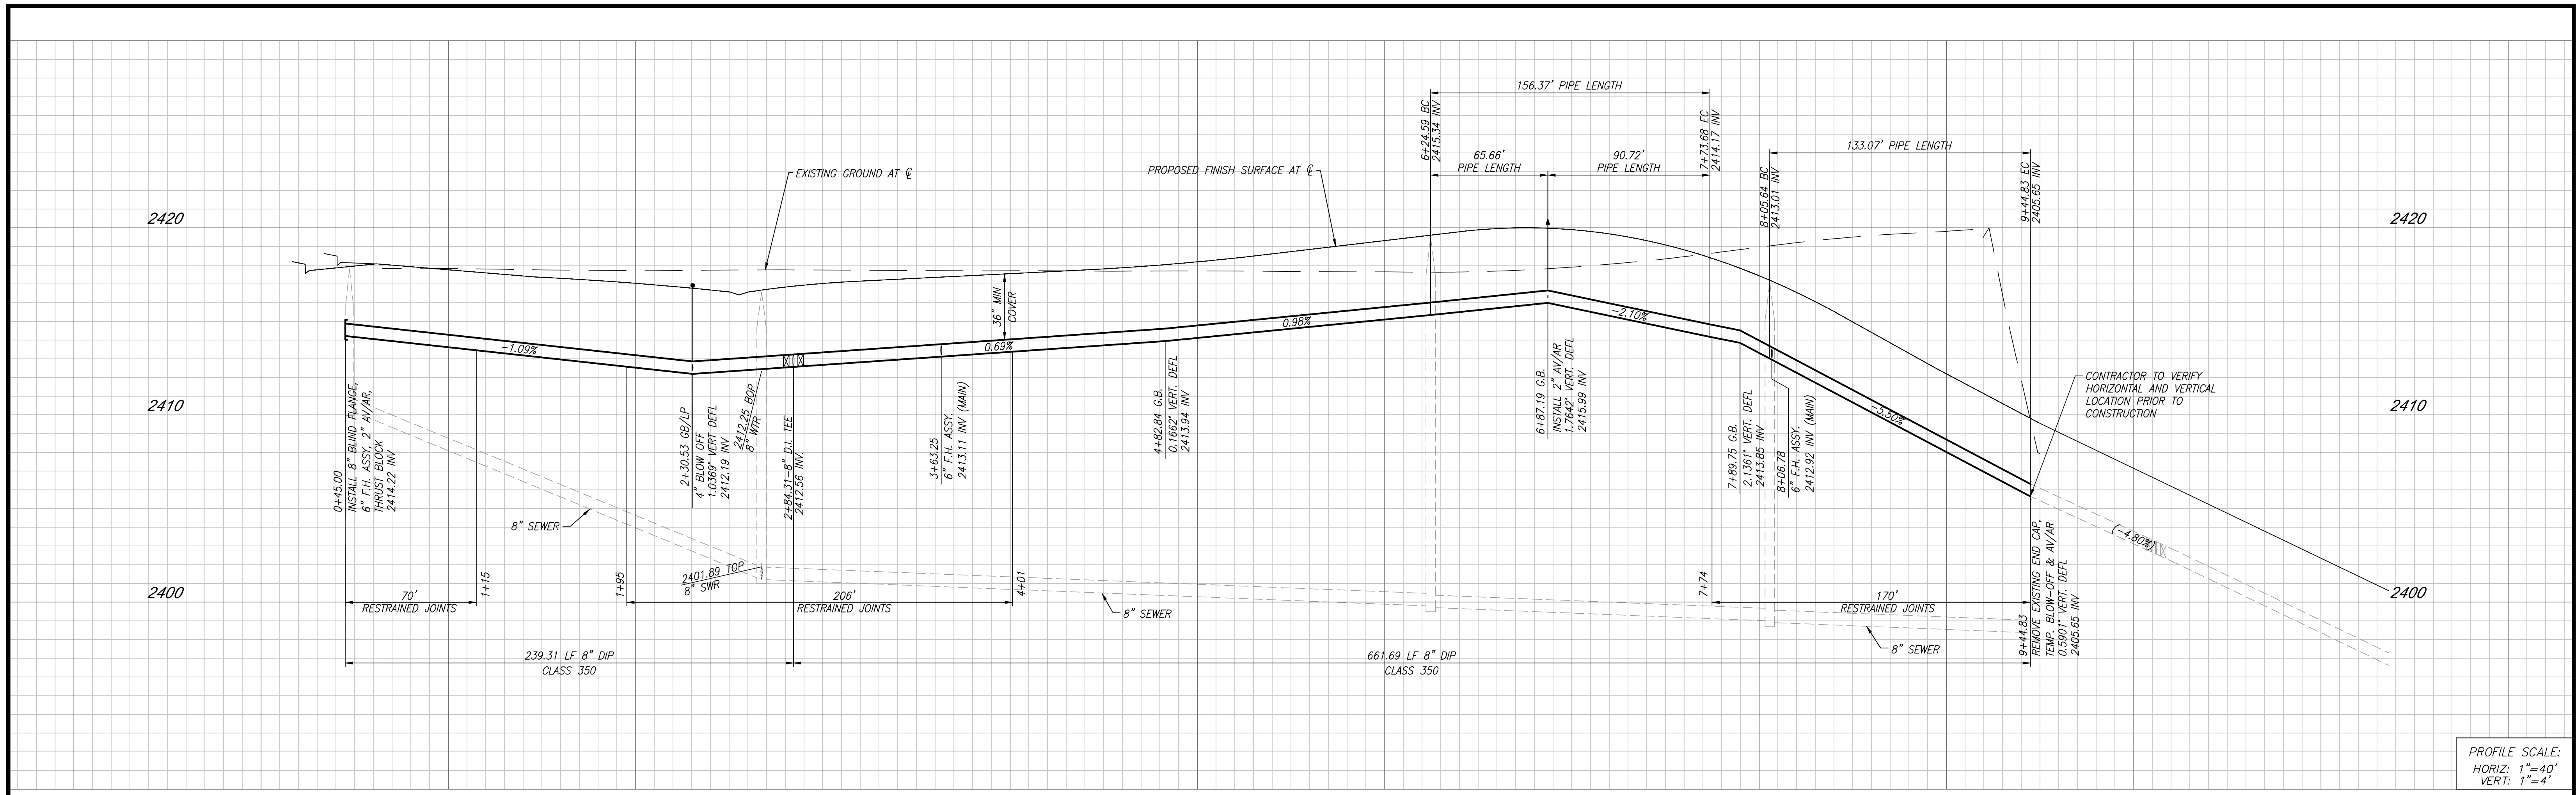 156.37' PIPE LENGTH
6+24.59 BC
2415.34 INV
7+73.68 EC
2414.17 INV
65.66'
PIPE LENGTH
90.72'
PIPE LENGTH
133.07' PIPE LENGTH
8+05.64 BC
2413.01 INV
9+44.83 EC
2405.65 INV
EXISTING GROUND AT ℄
PROPOSED FINISH SURFACE AT ℄
2420
2420
36" MIN
COVER
-1.09%
0.69%
0.98%
-2.10%
-5.50%
(-4.80%)
2410
2410
0+45.00
INSTALL 8" BLIND FLANGE,
6" F.H. ASSY, 2" AV/AR,
THRUST BLOCK
2414.22 INV
2+30.53 GB/LP
4" BLOW OFF
1.0369° VERT DEFL
2412.19 INV
2412.25 BOP
8" WTR
2+84.31-8" D.I. TEE
2412.56 INV.
3+63.25
6" F.H. ASSY.
2413.11 INV (MAIN)
4+82.84 G.B.
0.1662° VERT. DEFL
2413.94 INV
6+87.19 G.B.
INSTALL 2" AV/AR
1.7642° VERT. DEFL
2415.99 INV
7+89.75 G.B.
2.1361° VERT. DEFL
2413.85 INV
8+06.78
6" F.H. ASSY.
2412.92 INV (MAIN)
CONTRACTOR TO VERIFY
HORIZONTAL AND VERTICAL
LOCATION PRIOR TO
CONSTRUCTION
8" SEWER
2401.89 TOP
8" SWR
2400
2400
70'
RESTRAINED JOINTS
1+15
1+95
206'
RESTRAINED JOINTS
4+01
8" SEWER
7+74
170'
RESTRAINED JOINTS
8" SEWER
9+44.83
REMOVE EXISTING END CAP,
TEMP. BLOW-OFF & AV/AR
0.5901° VERT. DEFL
2405.65 INV
239.31 LF 8" DIP
CLASS 350
661.69 LF 8" DIP
CLASS 350
PROFILE SCALE:
HORIZ: 1"=40'
VERT: 1"=4'